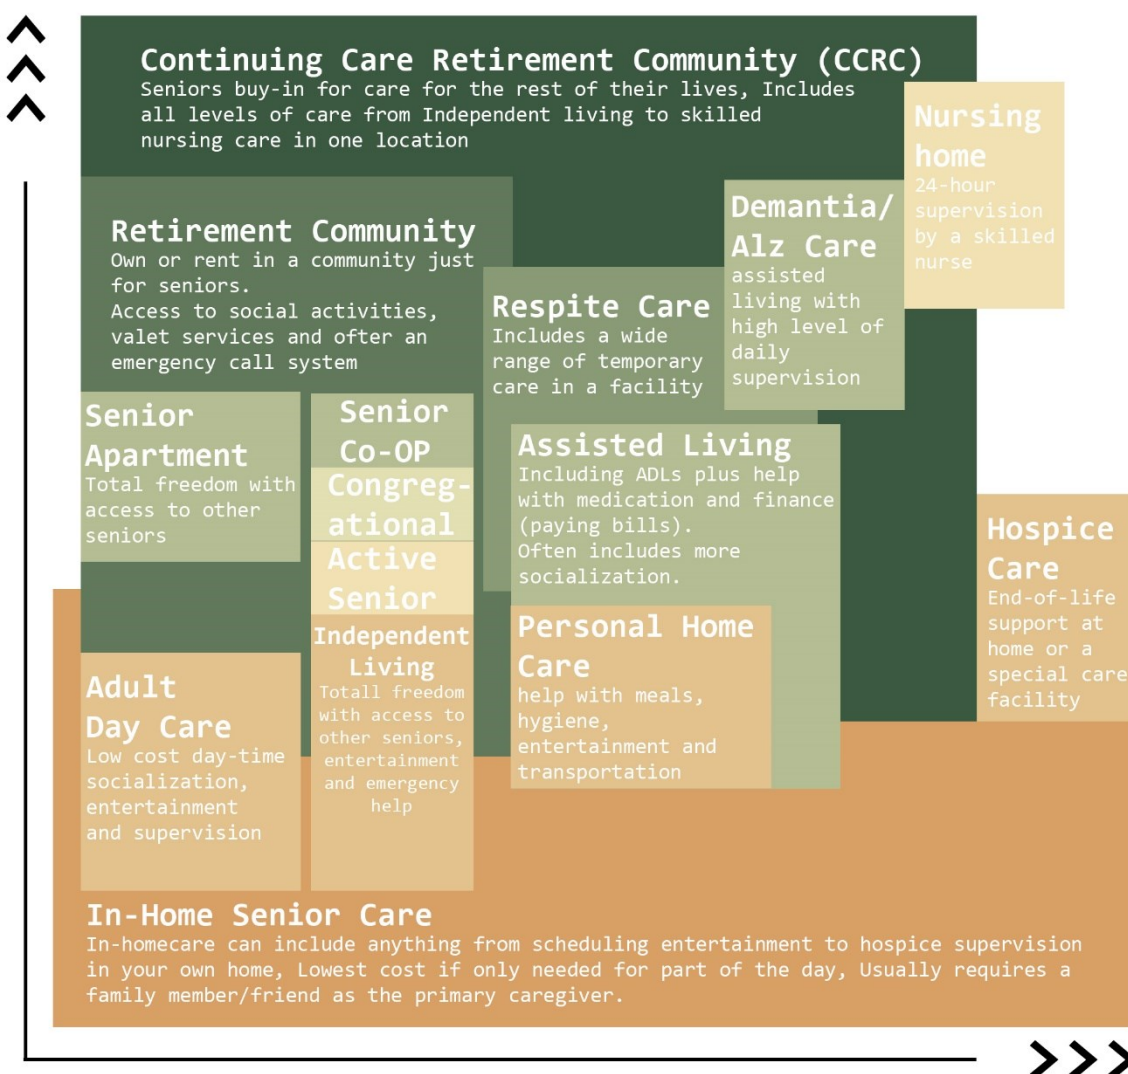 Continuing Care Retirement Community (CCRC)
Seniors buy-in for care for the rest of their lives, Includes
all levels of care from Independent living to skilled
nursing care in one location
Nursing
home
24-hour
supervision
by a skilled
nurse
Retirement Community
Own or rent in a community just
for seniors.
Access to social activities,
valet services and ofter an
emergency call system
Demantia/
Alz Care
assisted
living with
high level of
daily
supervision
Respite Care
Includes a wide
range of temporary
care in a facility
Senior
Apartment
Total freedom with
access to other
seniors
Senior
Co-OP
Congreg-
ational
Active
Senior
Independent
Living
Totall freedom
with access to
other seniors,
entertainment
and emergency
help
Assisted Living
Including ADLs plus help
with medication and finance
(paying bills).
Often includes more
socialization.
Personal Home
Care
help with meals,
hygiene,
entertainment and
transportation
Hospice
Care
End-of-life
support at
home or a
special care
facility
Adult
Day Care
Low cost day-time
socialization,
entertainment
and supervision
In-Home Senior Care
In-homecare can include anything from scheduling entertainment to hospice supervision
in your own home, Lowest cost if only needed for part of the day, Usually requires a
family member/friend as the primary caregiver.